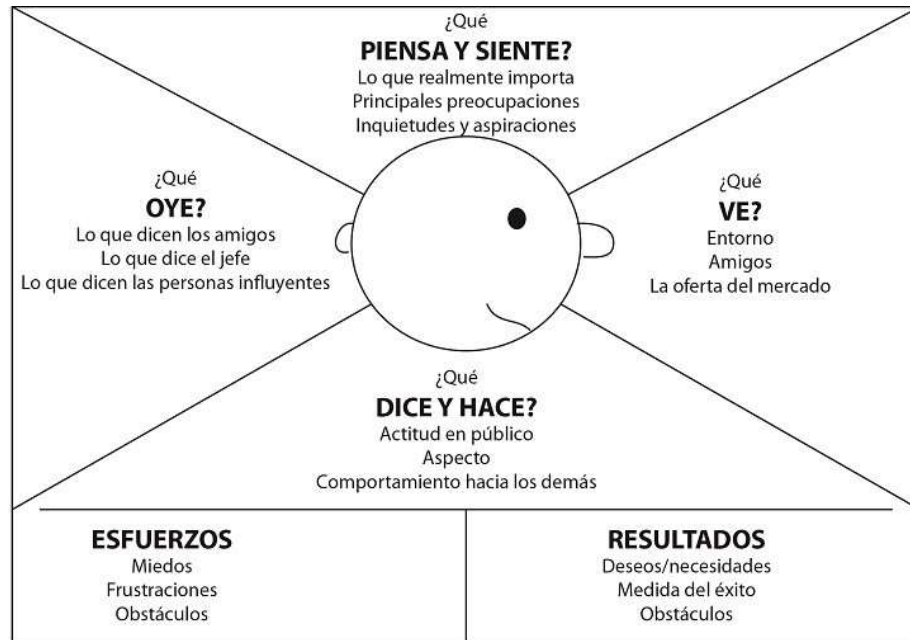 ¿Qué
PIENSA Y SIENTE?
Lo que realmente importa
Principales preocupaciones
Inquietudes y aspiraciones
¿Qué
OYE?
Lo que dicen los amigos
Lo que dice el jefe
Lo que dicen las personas influyentes
¿Qué
VE?
Entorno
Amigos
La oferta del mercado
¿Qué
DICE Y HACE?
Actitud en público
Aspecto
Comportamiento hacia los demás
ESFUERZOS
Miedos
Frustraciones
Obstáculos
RESULTADOS
Deseos/necesidades
Medida del éxito
Obstáculos